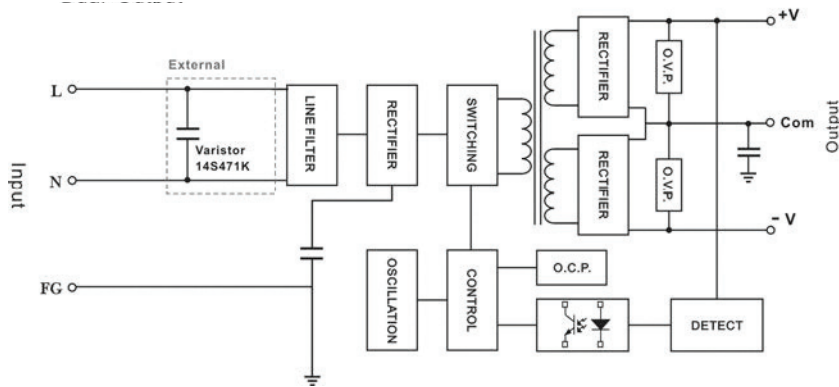 External
L
N
FG
Input
Varistor
14S471K
LINE FILTER
RECTIFIER
SWITCHING
RECTIFIER
RECTIFIER
O.V.P.
O.V.P.
+V
Com
- V
Output
OSCILLATION
CONTROL
O.C.P.
DETECT